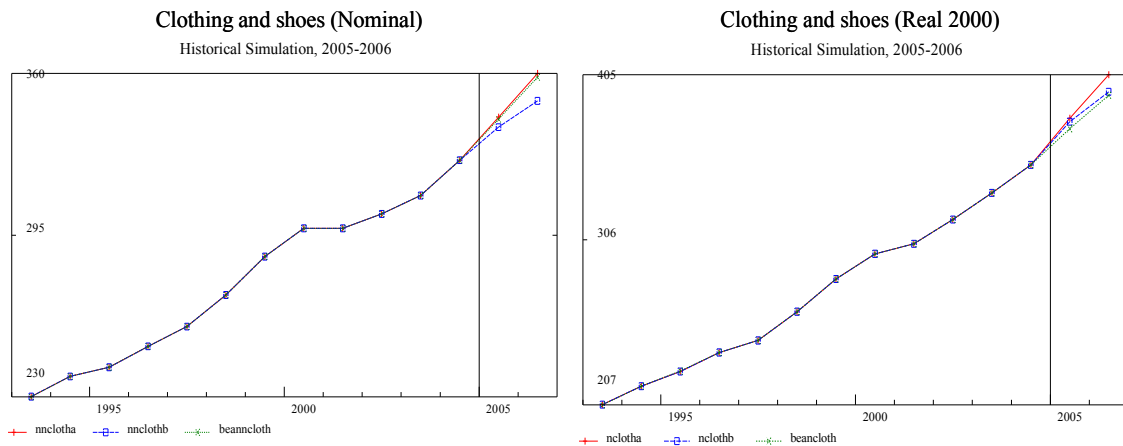 Clothing and shoes (Nominal)
Historical Simulation, 2005-2006
360
295
230
1995 2000 2005
nnclotha nnclothb beanncloth
Clothing and shoes (Real 2000)
Historical Simulation, 2005-2006
405
306
207
1995 2000 2005
nclotha nclothb beanncloth